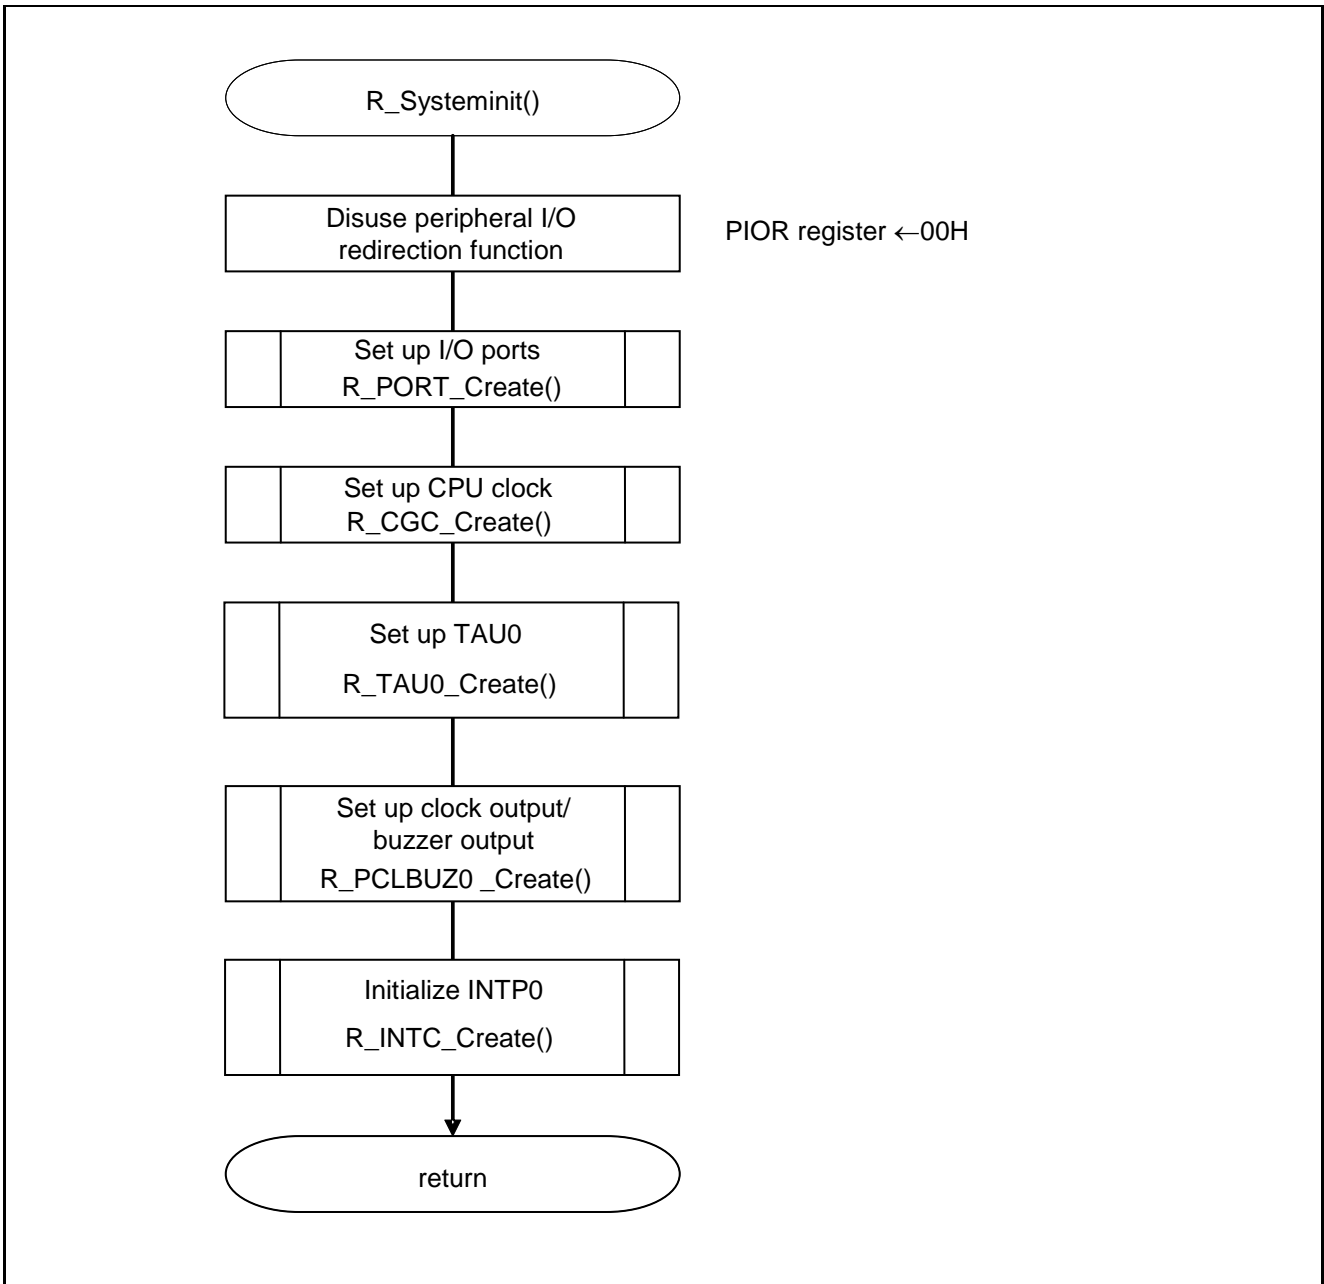 R_Systeminit()
Disuse peripheral I/O
redirection function
PIOR register ←00H
Set up I/O ports
R_PORT_Create()
Set up CPU clock
R_CGC_Create()
Set up TAU0
R_TAU0_Create()
Set up clock output/
buzzer output
R_PCLBUZ0 _Create()
Initialize INTP0
R_INTC_Create()
return